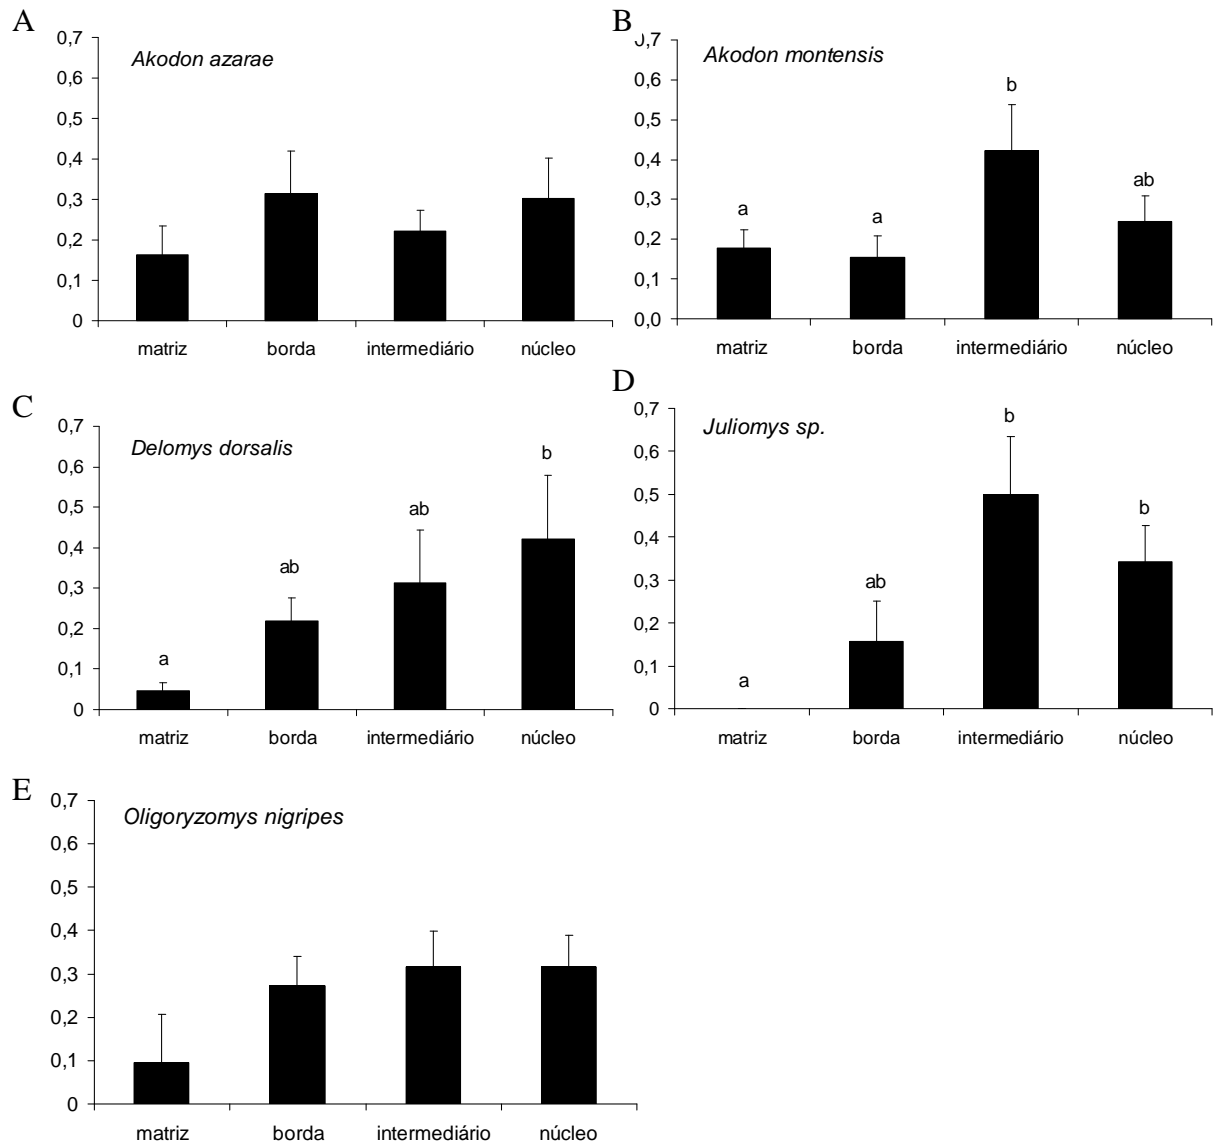 A
0,7
0,6
0,5
0,4
0,3
0,2
0,1
0
Akodon azarae
matriz borda intermediário núcleo
B
0,7
0,6
0,5
0,4
0,3
0,2
0,1
0,0
Akodon montensis
a a b ab
matriz borda intermediário núcleo
C
0,7
0,6
0,5
0,4
0,3
0,2
0,1
0
Delomys dorsalis
a ab ab b
matriz borda intermediário núcleo
D
0,7
0,6
0,5
0,4
0,3
0,2
0,1
0
Juliomys sp.
a ab b b
matriz borda intermediário núcleo
E
0,7
0,6
0,5
0,4
0,3
0,2
0,1
0
Oligoryzomys nigripes
matriz borda intermediário núcleo